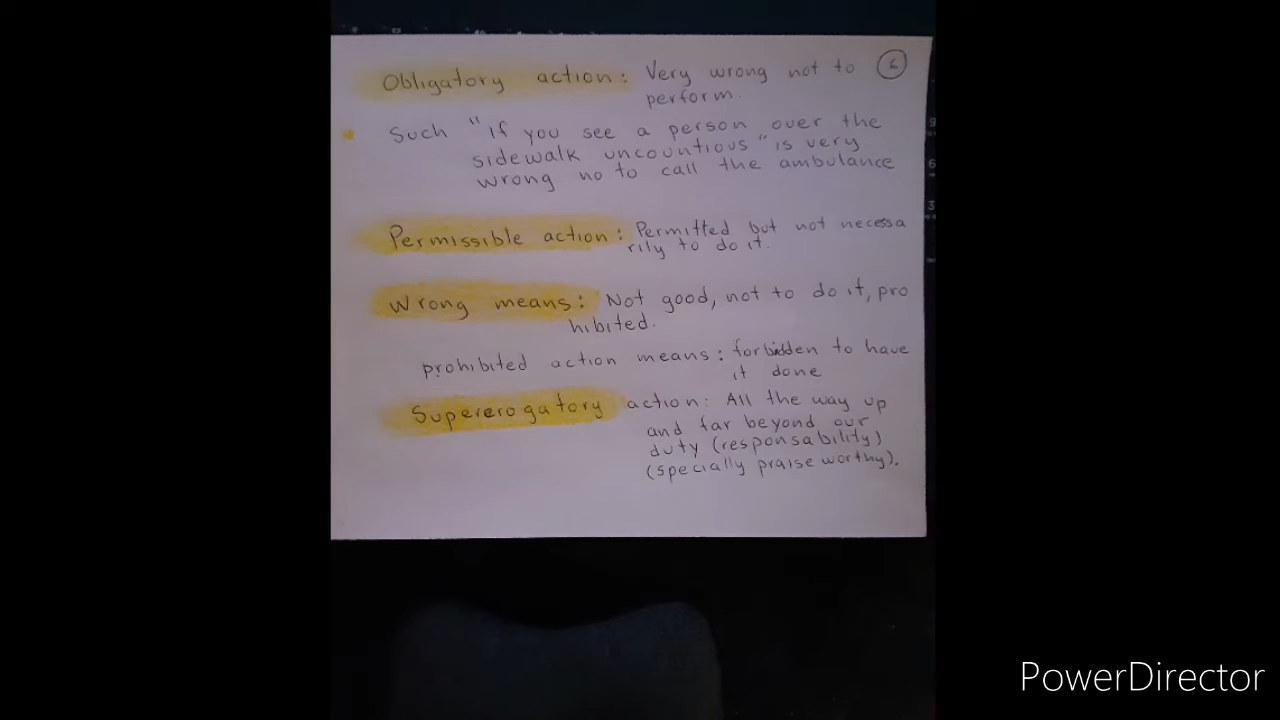 Obligatory action: Very wrong not to
perform.
Such "If you see a person over the
sidewalk uncountious" is very
wrong no to call the ambulance
Permissible action: Permitted but not necessa
rily to do it.
Wrong means: Not good, not to do it, pro
hibited.
prohibited action means: forbidden to have
it done
Supererogatory action: All the way up
and far beyond our
duty (responsability)
(specially praise worthy).
PowerDirector